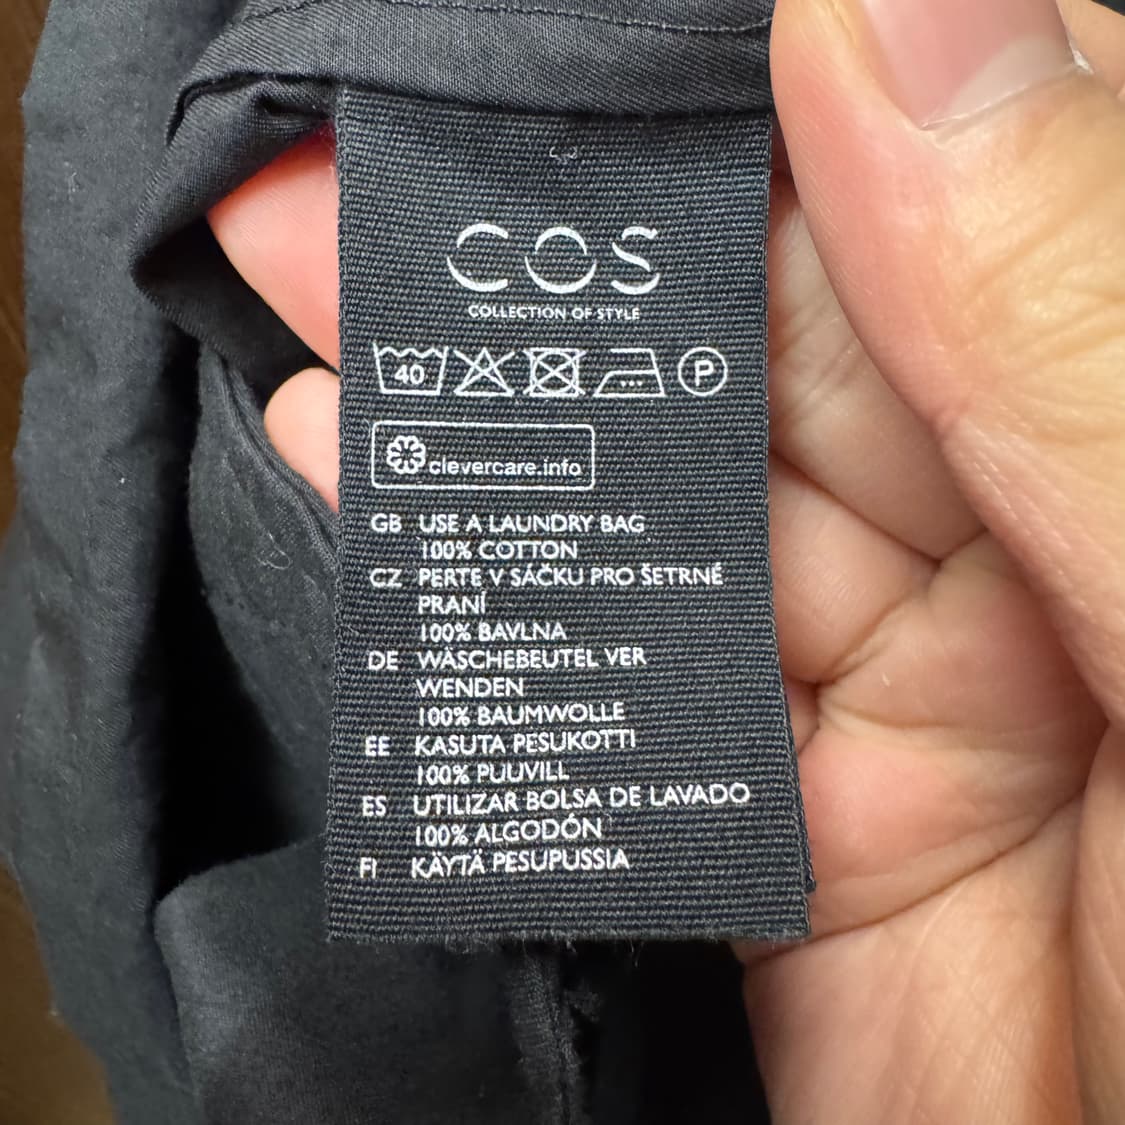 COS
COLLECTION OF STYLE
40 P
clevercare.info
GB USE A LAUNDRY BAG
100% COTTON
CZ PERTE V SÁČKU PRO ŠETRNÉ
PRANÍ
100% BAVLNA
DE WÄSCHEBEUTEL VER
WENDEN
100% BAUMWOLLE
EE KASUTA PESUKOTTI
100% PUUVILL
ES UTILIZAR BOLSA DE LAVADO
100% ALGODÓN
FI KÄYTÄ PESUPUSSIA